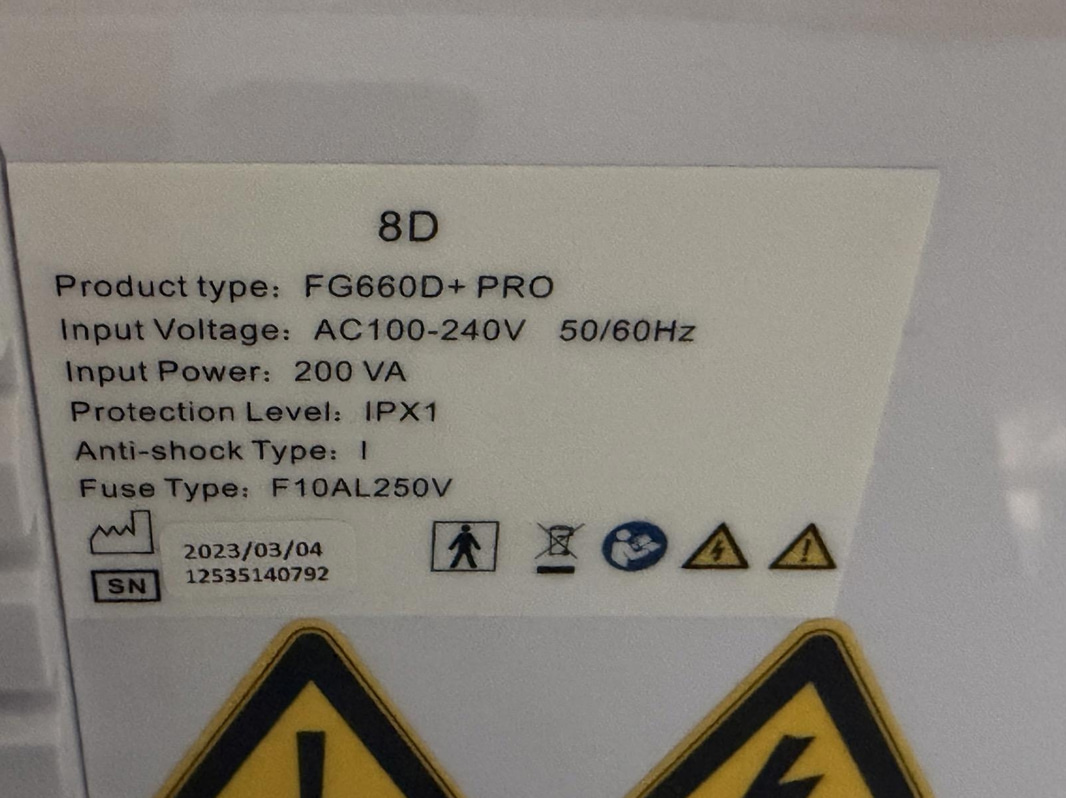 8D
Product type: FG660D+ PRO
Input Voltage: AC100-240V 50/60Hz
Input Power: 200 VA
Protection Level: IPX1
Anti-shock Type: I
Fuse Type: F10AL250V
2023/03/04
SN 12535140792